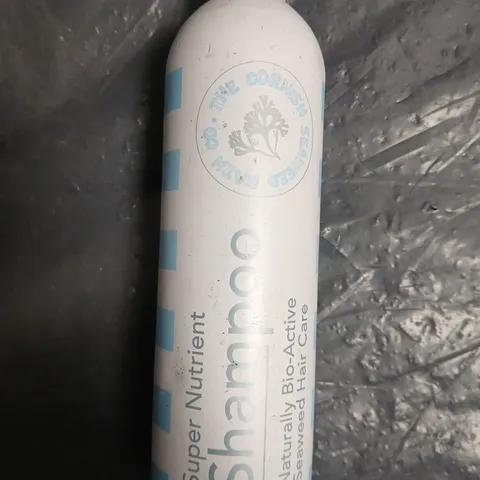 THE CORNISH SEAWEED BATH CO.
Super Nutrient
Shampoo
Naturally Bio-Active
Seaweed Hair Care